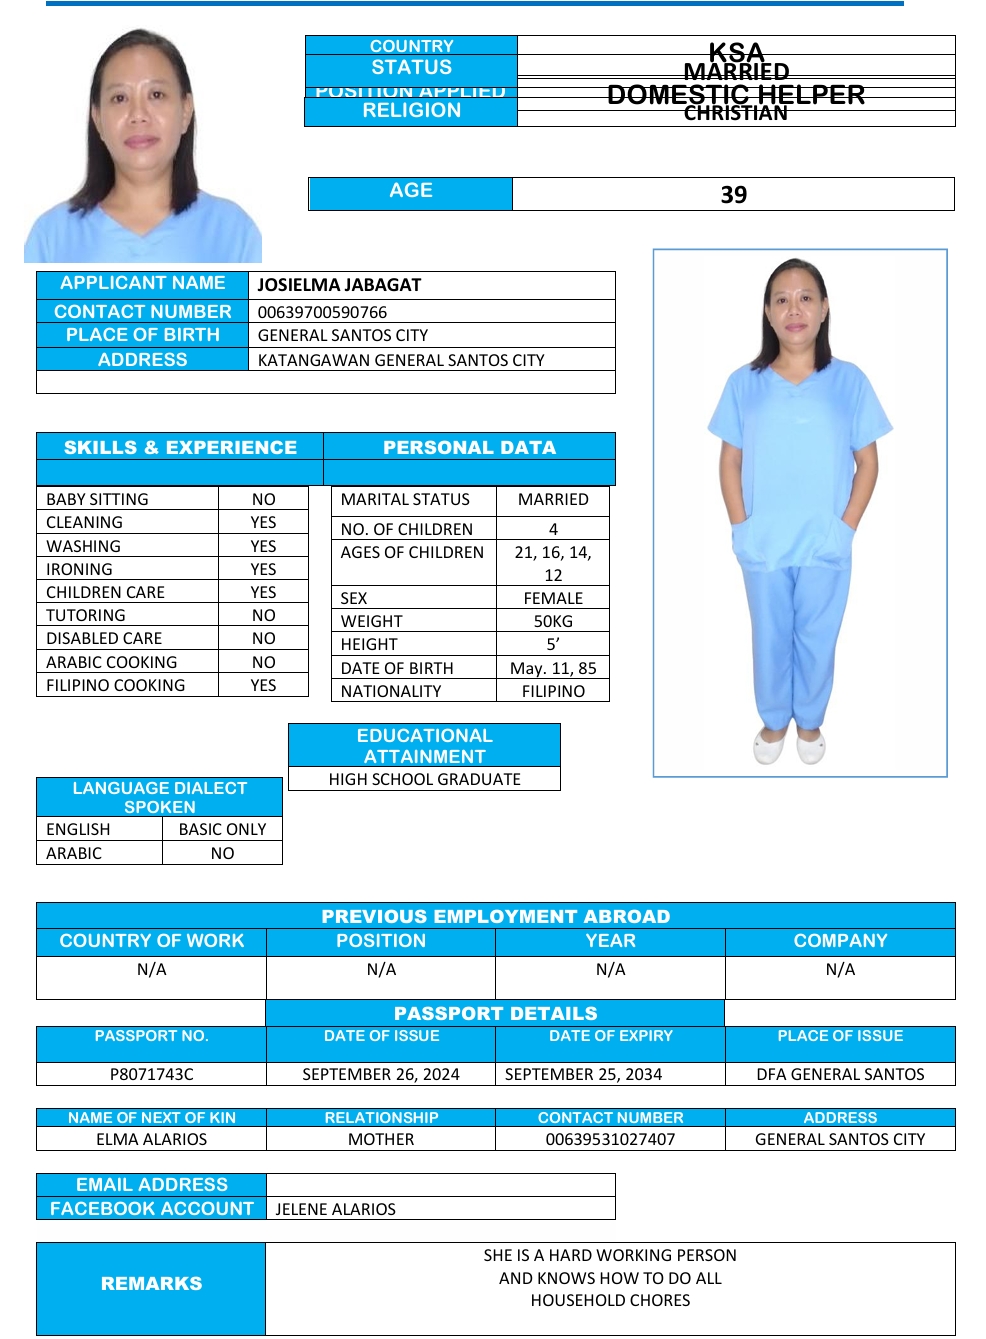 COUNTRY KSA
STATUS MARRIED
POSITION APPLIED DOMESTIC HELPER
RELIGION CHRISTIAN
AGE 39
APPLICANT NAME JOSIELMA JABAGAT
CONTACT NUMBER 00639700590766
PLACE OF BIRTH GENERAL SANTOS CITY
ADDRESS KATANGAWAN GENERAL SANTOS CITY
SKILLS & EXPERIENCE PERSONAL DATA
BABY SITTING NO
CLEANING YES
WASHING YES
IRONING YES
CHILDREN CARE YES
TUTORING NO
DISABLED CARE NO
ARABIC COOKING NO
FILIPINO COOKING YES
MARITAL STATUS MARRIED
NO. OF CHILDREN 4
AGES OF CHILDREN 21, 16, 14,
12
SEX FEMALE
WEIGHT 50KG
HEIGHT 5’
DATE OF BIRTH May. 11, 85
NATIONALITY FILIPINO
EDUCATIONAL
ATTAINMENT
HIGH SCHOOL GRADUATE
LANGUAGE DIALECT
SPOKEN
ENGLISH BASIC ONLY
ARABIC NO
PREVIOUS EMPLOYMENT ABROAD
COUNTRY OF WORK POSITION YEAR COMPANY
N/A N/A N/A N/A
PASSPORT DETAILS
PASSPORT NO. DATE OF ISSUE DATE OF EXPIRY PLACE OF ISSUE
P8071743C SEPTEMBER 26, 2024 SEPTEMBER 25, 2034 DFA GENERAL SANTOS
NAME OF NEXT OF KIN RELATIONSHIP CONTACT NUMBER ADDRESS
ELMA ALARIOS MOTHER 00639531027407 GENERAL SANTOS CITY
EMAIL ADDRESS
FACEBOOK ACCOUNT JELENE ALARIOS
REMARKS
SHE IS A HARD WORKING PERSON
AND KNOWS HOW TO DO ALL
HOUSEHOLD CHORES